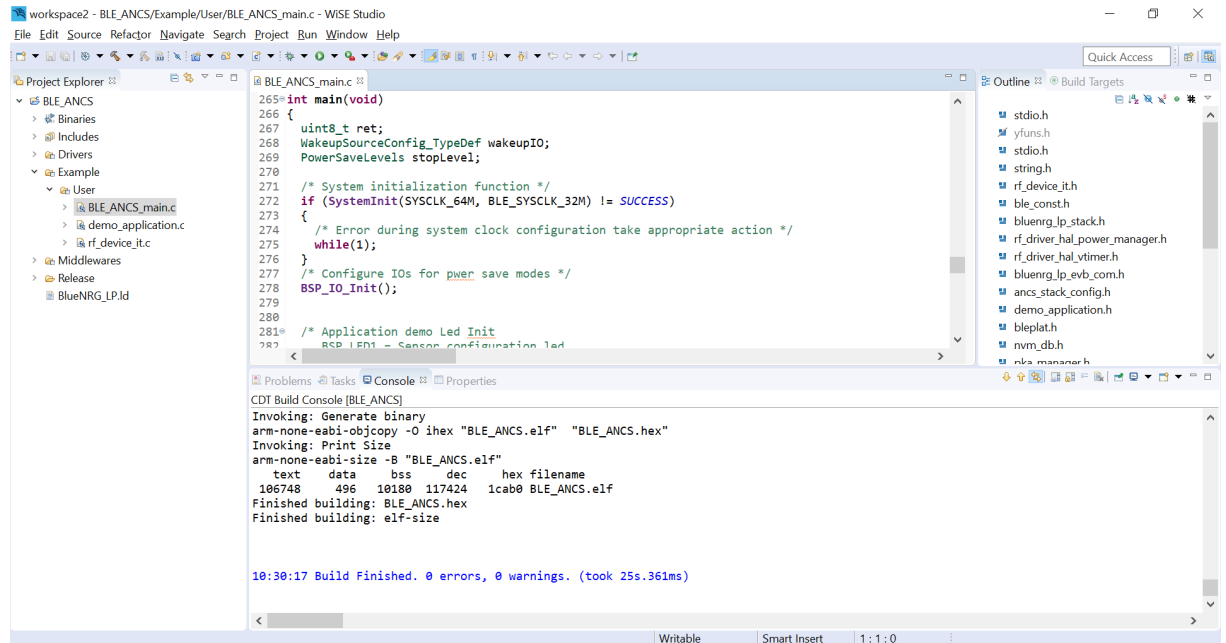 workspace2 - BLE_ANCS/Example/User/BLE_ANCS_main.c - WiSE Studio
File Edit Source Refactor Navigate Search Project Run Window Help
Quick Access
Project Explorer
BLE_ANCS
Binaries
Includes
Drivers
Example
User
BLE_ANCS_main.c
demo_application.c
rf_device_it.c
Middlewares
Release
BlueNRG_LP.ld
BLE_ANCS_main.c
265 int main(void)
266 {
267 uint8_t ret;
268 WakeupSourceConfig_TypeDef wakeupIO;
269 PowerSaveLevels stopLevel;
270
271 /* System initialization function */
272 if (SystemInit(SYSCLK_64M, BLE_SYSCLK_32M) != SUCCESS)
273 {
274 /* Error during system clock configuration take appropriate action */
275 while(1);
276 }
277 /* Configure IOs for pwer save modes */
278 BSP_IO_Init();
279
280
281 /* Application demo Led Init
282 BSP_LED1 = Sensor configuration led
Outline Build Targets
stdio.h
yfuns.h
stdio.h
string.h
rf_device_it.h
ble_const.h
bluenrg_lp_stack.h
rf_driver_hal_power_manager.h
rf_driver_hal_vtimer.h
bluenrg_lp_evb_com.h
ancs_stack_config.h
demo_application.h
bleplat.h
nvm_db.h
pka_manager.h
Problems Tasks Console Properties
CDT Build Console [BLE_ANCS]
Invoking: Generate binary
arm-none-eabi-objcopy -O ihex "BLE_ANCS.elf" "BLE_ANCS.hex"
Invoking: Print Size
arm-none-eabi-size -B "BLE_ANCS.elf"
text data bss dec hex filename
106748 496 10180 117424 1cab0 BLE_ANCS.elf
Finished building: BLE_ANCS.hex
Finished building: elf-size
10:30:17 Build Finished. 0 errors, 0 warnings. (took 25s.361ms)
Writable Smart Insert 1 : 1 : 0